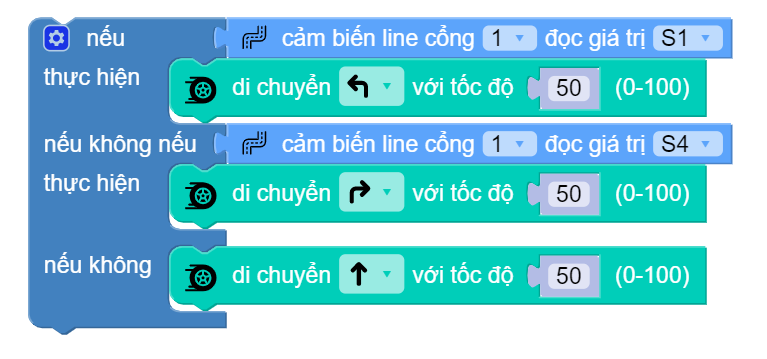 nếu cảm biến line cổng 1 đọc giá trị S1
thực hiện di chuyển với tốc độ 50 (0-100)
nếu không nếu cảm biến line cổng 1 đọc giá trị S4
thực hiện di chuyển với tốc độ 50 (0-100)
nếu không di chuyển với tốc độ 50 (0-100)